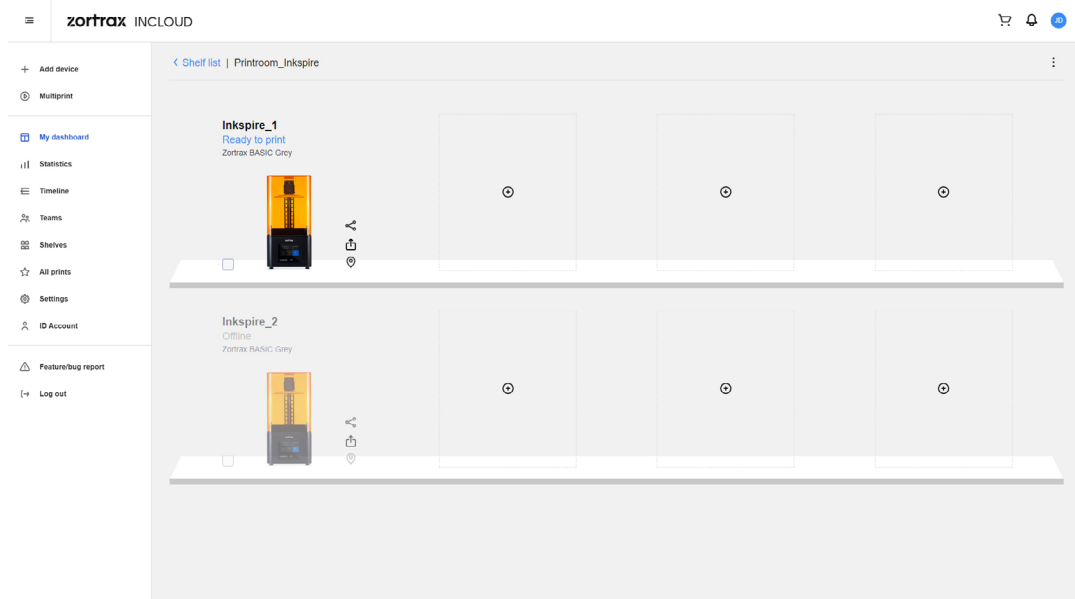 zortrax INCLOUD
JD
Add device
Multiprint
My dashboard
Statistics
Timeline
Teams
Shelves
All prints
Settings
ID Account
Feature/bug report
Log out
Shelf list | Printroom_Inkspire
Inkspire_1
Ready to print
Zortrax BASIC Grey
Inkspire_2
Offline
Zortrax BASIC Grey